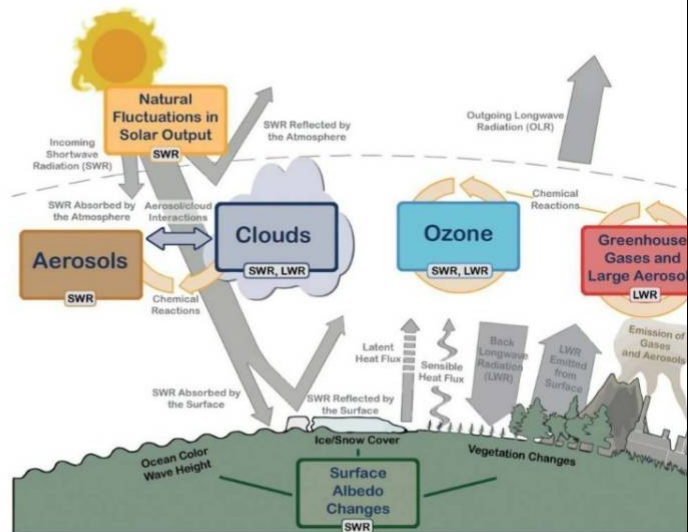 Natural
Fluctuations in
Solar Output
SWR
SWR Reflected by
the Atmosphere
Outgoing Longwave
Radiation (OLR)
Incoming
Shortwave
Radiation (SWR)
SWR Absorbed by
the Atmosphere
Aerosol/cloud
Interactions
Chemical
Reactions
Aerosols
SWR
Clouds
SWR, LWR
Ozone
SWR, LWR
Greenhouse
Gases and
Large Aeroso
LWR
Chemical
Reactions
Latent
Heat Flux
Sensible
Heat Flux
Back
Longwave
Radiation
(LWR)
LWR
Emitted
from
Surface
Emission of
Gases
and Aerosols
SWR Absorbed by
the Surface
SWR Reflected by
the Surface
Ice/Snow Cover
Ocean Color
Wave Height
Vegetation Changes
Surface
Albedo
Changes
SWR